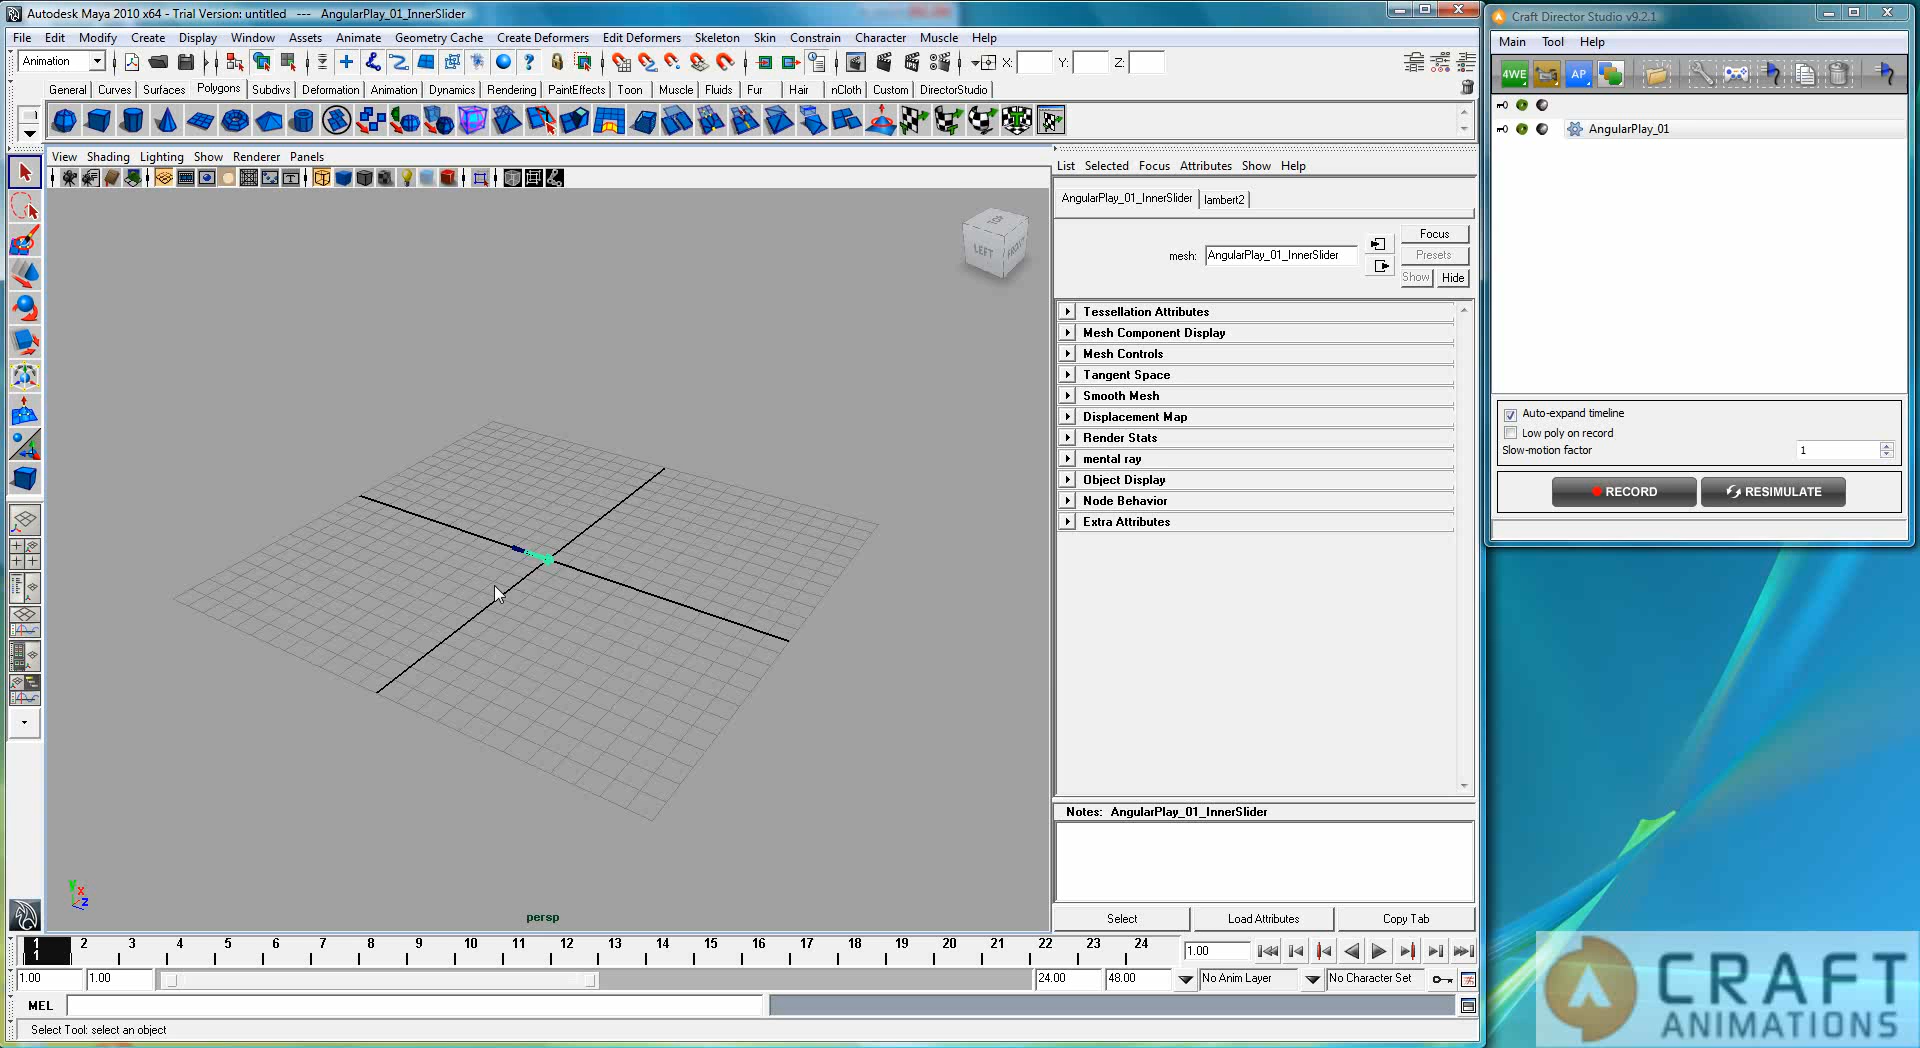 Autodesk Maya 2010 x64 - Trial Version: untitled --- AngularPlay_01_InnerSlider
File Edit Modify Create Display Window Assets Animate Geometry Cache Create Deformers Edit Deformers Skeleton Skin Constrain Character Muscle Help
Animation X: Y: Z:
General Curves Surfaces Polygons Subdivs Deformation Animation Dynamics Rendering PaintEffects Toon Muscle Fluids Fur Hair nCloth Custom DirectorStudio
View Shading Lighting Show Renderer Panels
TOP
LEFT
FRONT
Y X
Z
persp
List Selected Focus Attributes Show Help
AngularPlay_01_InnerSlider lambert2
mesh: AngularPlay_01_InnerSlider
Focus
Presets
Show Hide
Tessellation Attributes
Mesh Component Display
Mesh Controls
Tangent Space
Smooth Mesh
Displacement Map
Render Stats
mental ray
Object Display
Node Behavior
Extra Attributes
Notes: AngularPlay_01_InnerSlider
Select Load Attributes Copy Tab
1 2 3 4 5 6 7 8 9 10 11 12 13 14 15 16 17 18 19 20 21 22 23 24
1
1.00
1.00 1.00 24.00 48.00 No Anim Layer No Character Set
MEL
Select Tool: select an object
Craft Director Studio v9.2.1
Main Tool Help
4WE AP
AngularPlay_01
Auto-expand timeline
Low poly on record
Slow-motion factor 1
RECORD RESIMULATE
CRAFT
ANIMATIONS